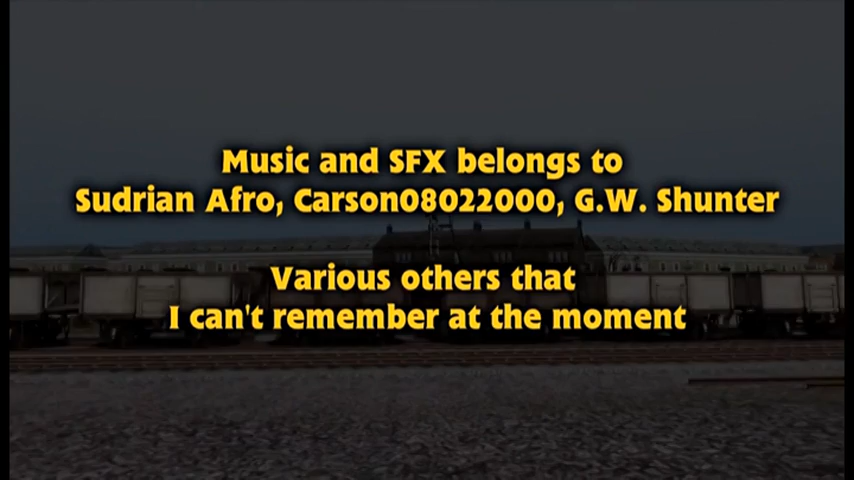 Music and SFX belongs to
Sudrian Afro, Carson08022000, G.W. Shunter
Various others that
I can't remember at the moment